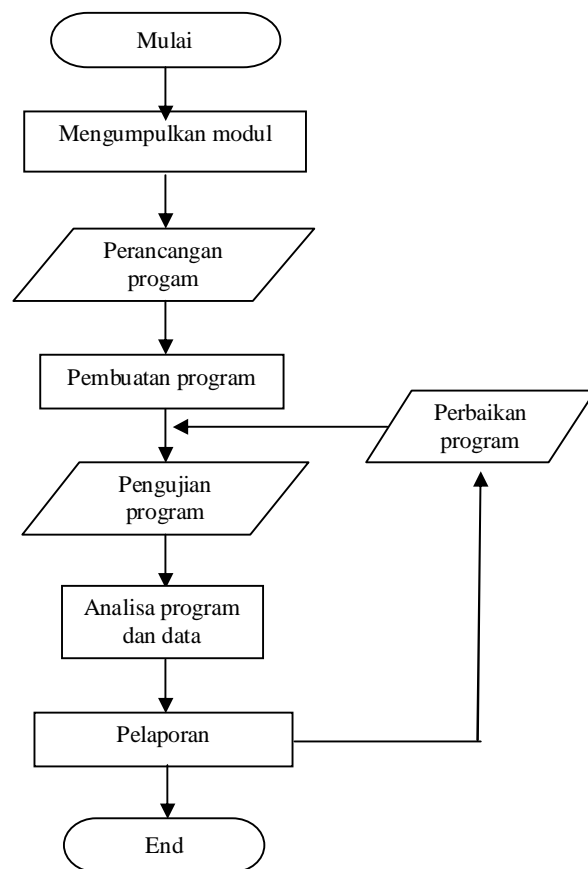 Mulai
Mengumpulkan modul
Perancangan
progam
Pembuatan program
Perbaikan
program
Pengujian
program
Analisa program
dan data
Pelaporan
End